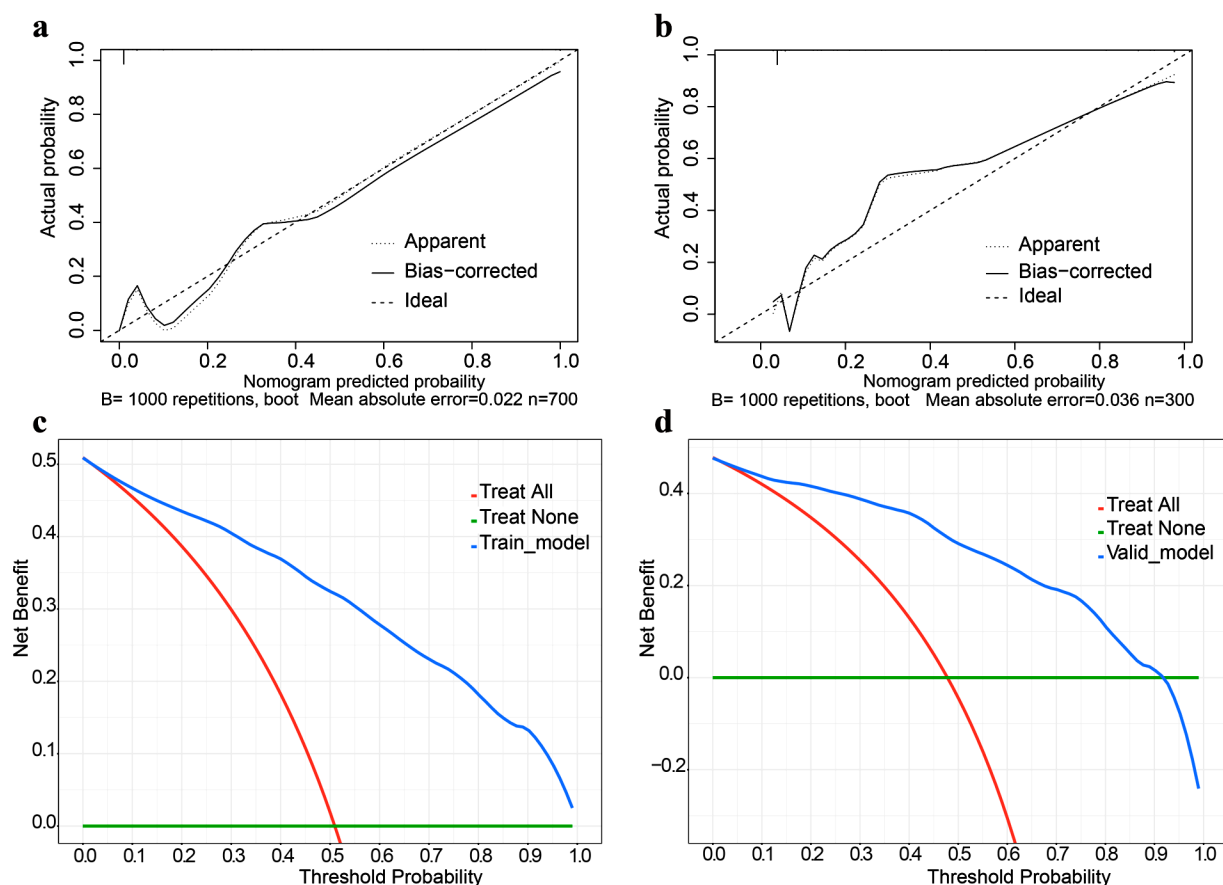 a
1.0
0.8
0.6
0.4
0.2
0.0
Actual probaility
Apparent
Bias−corrected
Ideal
0.0 0.2 0.4 0.6 0.8 1.0
Nomogram predicted probaility
B= 1000 repetitions, boot Mean absolute error=0.022 n=700
b
1.0
0.8
0.6
0.4
0.2
0.0
Actual probaility
Apparent
Bias−corrected
Ideal
0.0 0.2 0.4 0.6 0.8 1.0
Nomogram predicted probaility
B= 1000 repetitions, boot Mean absolute error=0.036 n=300
c
0.5
0.4
0.3
0.2
0.1
0.0
Net Benefit
Treat All
Treat None
Train_model
0.0 0.1 0.2 0.3 0.4 0.5 0.6 0.7 0.8 0.9 1.0
Threshold Probability
d
0.4
0.2
0.0
−0.2
Net Benefit
Treat All
Treat None
Valid_model
0.0 0.1 0.2 0.3 0.4 0.5 0.6 0.7 0.8 0.9 1.0
Threshold Probability